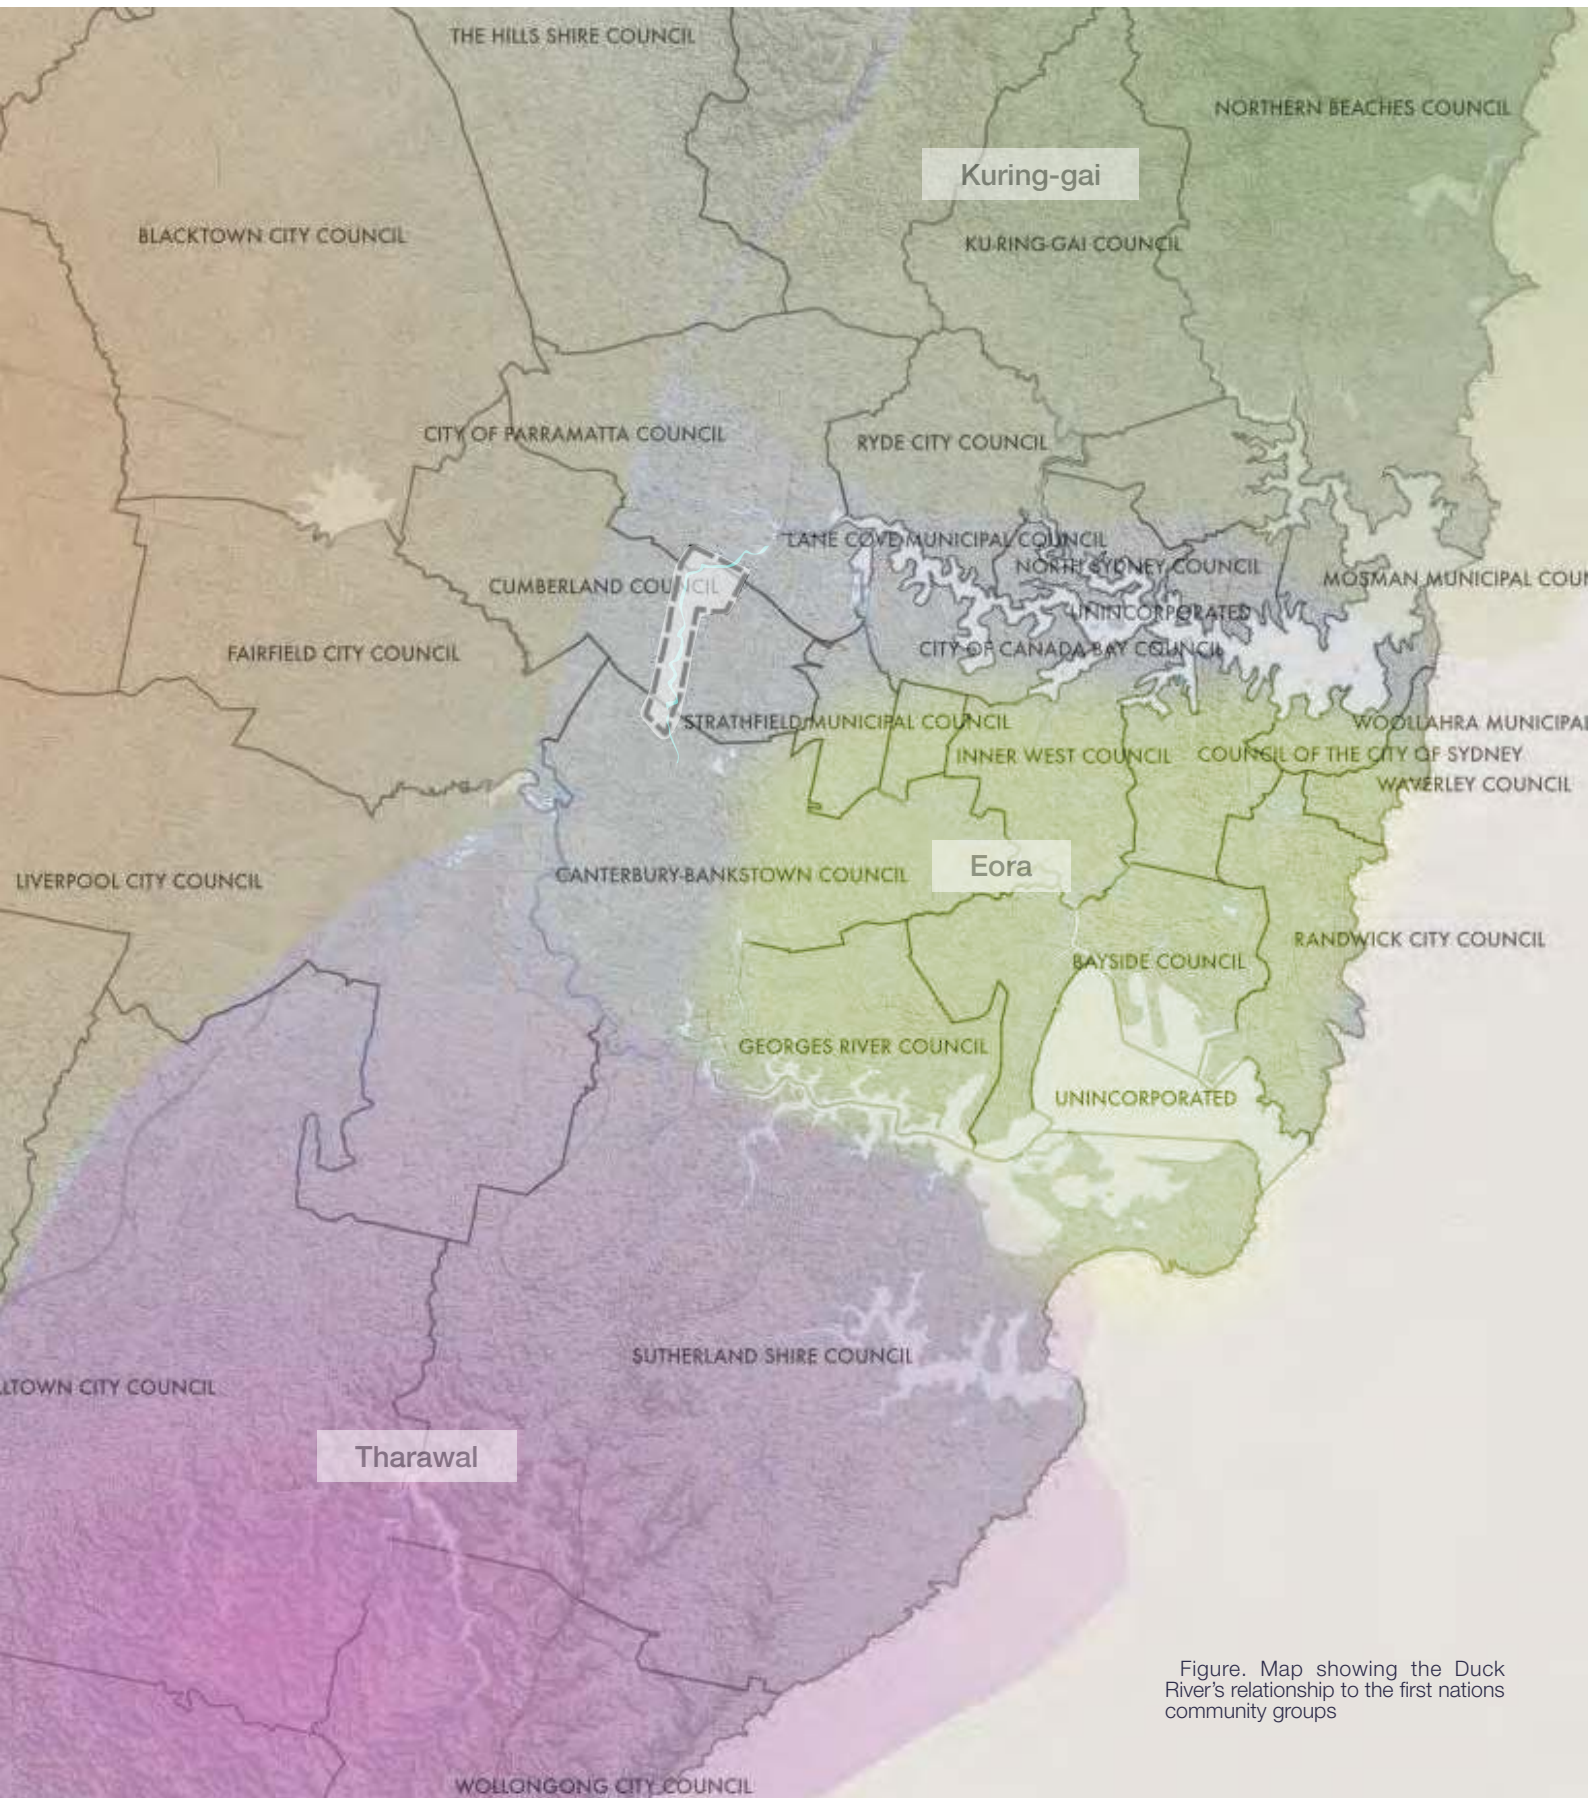 THE HILLS SHIRE COUNCIL
NORTHERN BEACHES COUNCIL
Kuring-gai
BLACKTOWN CITY COUNCIL
KU-RING-GAI COUNCIL
CITY OF PARRAMATTA COUNCIL
RYDE CITY COUNCIL
LANE COVE MUNICIPAL COUNCIL
NORTH SYDNEY COUNCIL
MOSMAN MUNICIPAL COUN
CUMBERLAND COUNCIL
UNINCORPORATED
CITY OF CANADA BAY COUNCIL
FAIRFIELD CITY COUNCIL
STRATHFIELD MUNICIPAL COUNCIL
WOOLLAHRA MUNICIPAL
INNER WEST COUNCIL
COUNCIL OF THE CITY OF SYDNEY
WAVERLEY COUNCIL
Eora
CANTERBURY-BANKSTOWN COUNCIL
LIVERPOOL CITY COUNCIL
RANDWICK CITY COUNCIL
BAYSIDE COUNCIL
GEORGES RIVER COUNCIL
UNINCORPORATED
SUTHERLAND SHIRE COUNCIL
LTOWN CITY COUNCIL
Tharawal
Figure. Map showing the Duck
River's relationship to the first nations
community groups
WOLLONGONG CITY COUNCIL